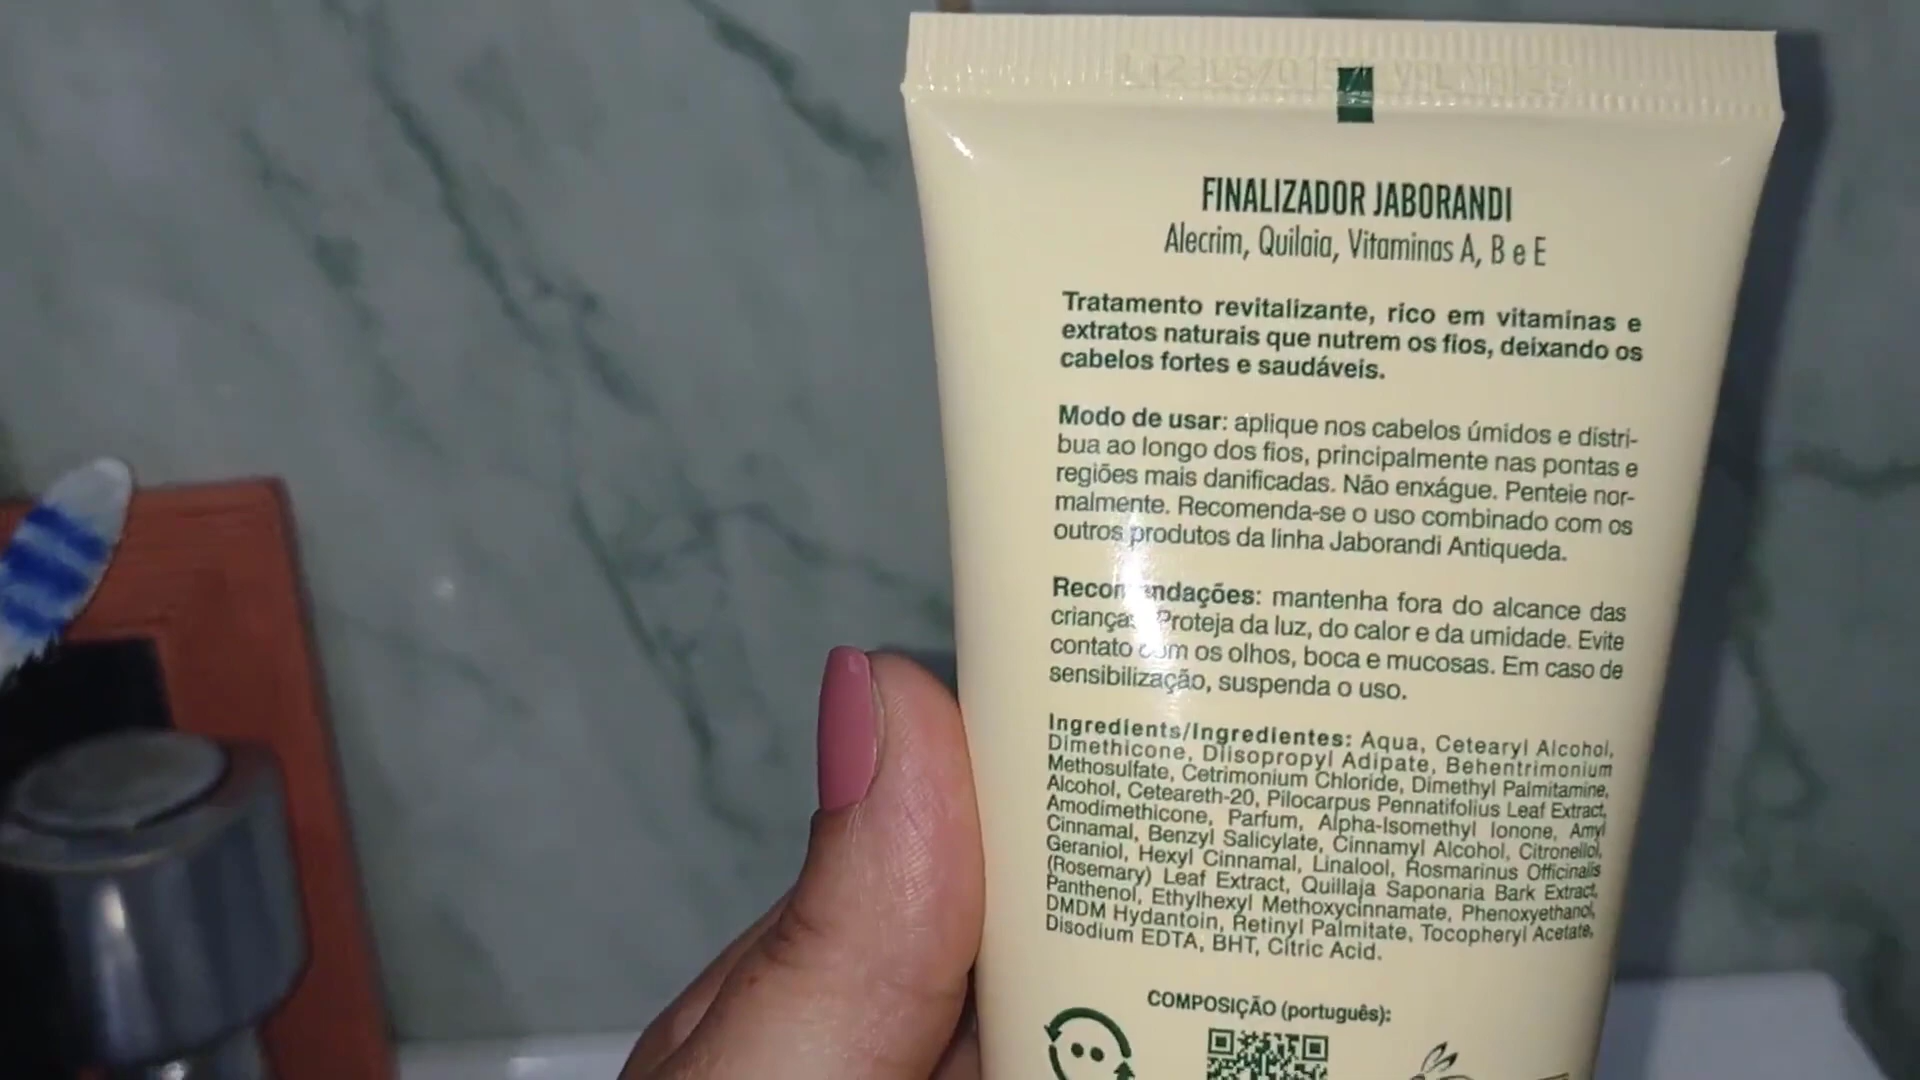 FINALIZADOR JABORANDI
Alecrim, Quilaia, Vitaminas A, B e E
Tratamento revitalizante, rico em vitaminas e
extratos naturais que nutrem os fios, deixando os
cabelos fortes e saudáveis.
Modo de usar: aplique nos cabelos úmidos e distri-
bua ao longo dos fios, principalmente nas pontas e
regiões mais danificadas. Não enxágue. Penteie nor-
malmente. Recomenda-se o uso combinado com os
outros produtos da linha Jaborandi Antiqueda.
mantenha fora do alcance das
Proteja da luz, do calor e da umidade. Evite
contato com os olhos, boca e mucosas. Em caso de
sensibilização, suspenda o uso.
Ingredients/Ingredientes: Aqua, Cetearyl Alcohol,
Dimethicone, Diisopropyl Adipate, Behentrimonium
Methosulfate, Cetrimonium Chloride, Dimethyl Palmitamine,
Alcohol, Ceteareth-20, Pilocarpus Pennatifolius Leaf Extract,
Amodimethicone, Parfum, Alpha-Isomethyl Ionone, Amyl
Cinnamal, Benzyl Salicylate, Cinnamyl Alcohol, Citronellol,
Geraniol, Hexyl Cinnamal, Linalool, Rosmarinus Officinalis
(Rosemary) Leaf Extract, Quillaja Saponaria Bark Extract,
Panthenol, Ethylhexyl Methoxycinnamate, Phenoxyethanol,
DMDM Hydantoin, Retinyl Palmitate, Tocopheryl Acetate,
Disodium EDTA, BHT, Citric Acid.
COMPOSIÇÃO (português):